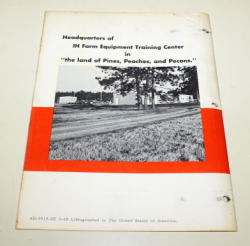 Headquarters of
IH Farm Equipment Training Center
in
"the land of Pines, Peaches, and Pecans."
Lithographed in The United States of America.